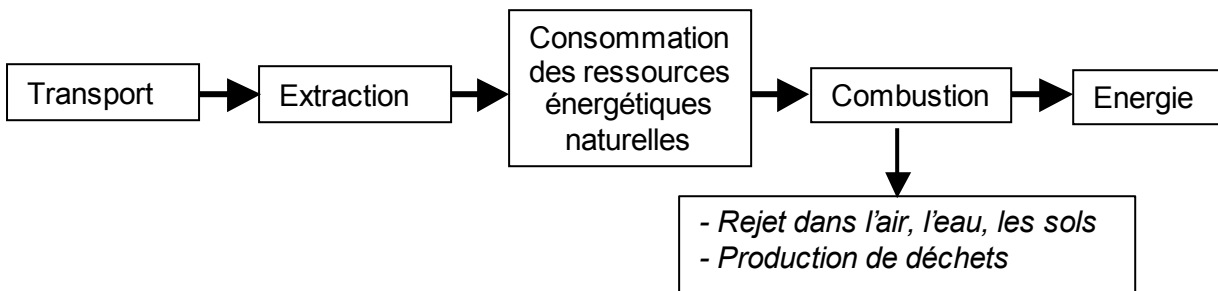 Transport
Extraction
Consommation
des ressources
énergétiques
naturelles
Combustion
Energie
- Rejet dans l'air, l'eau, les sols
- Production de déchets